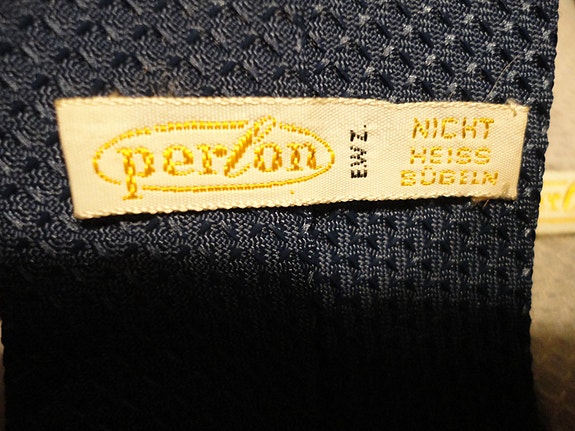 perlon
EWZ.
NICHT
HEISS
BÜGELN